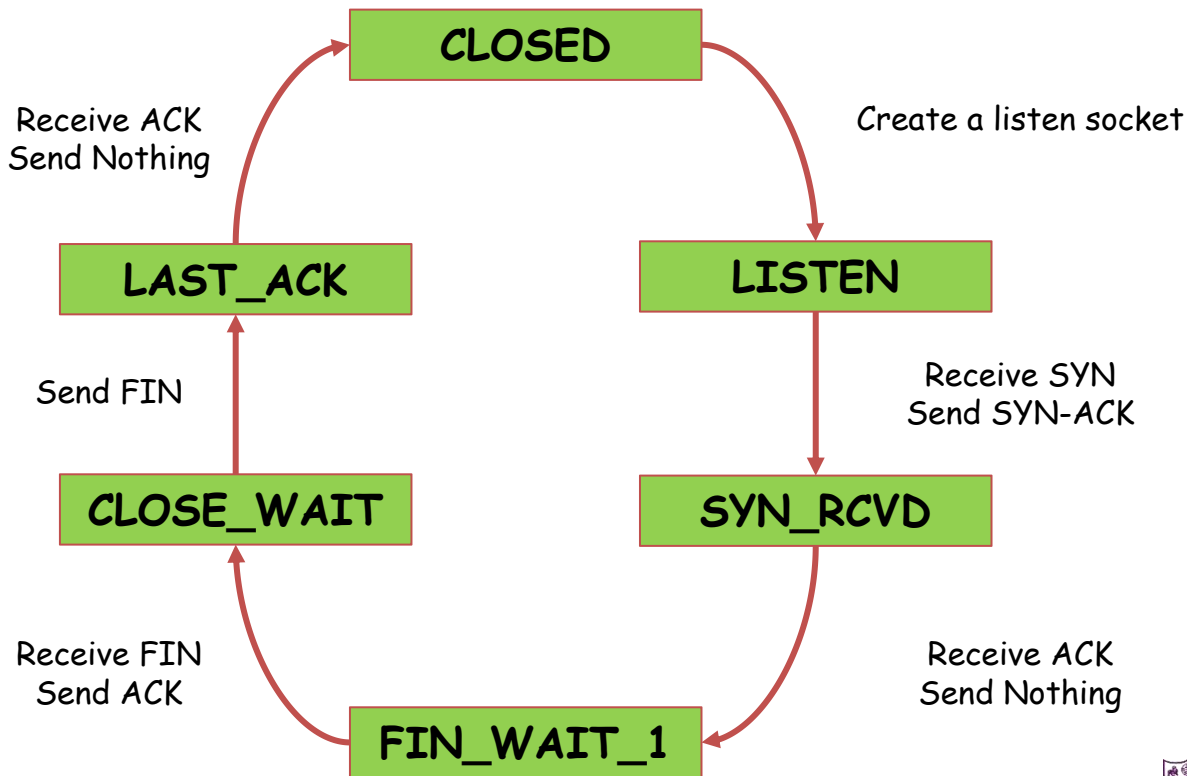 CLOSED
Create a listen socket
LISTEN
Receive SYN
Send SYN-ACK
SYN_RCVD
Receive ACK
Send Nothing
FIN_WAIT_1
Receive FIN
Send ACK
CLOSE_WAIT
Send FIN
LAST_ACK
Receive ACK
Send Nothing